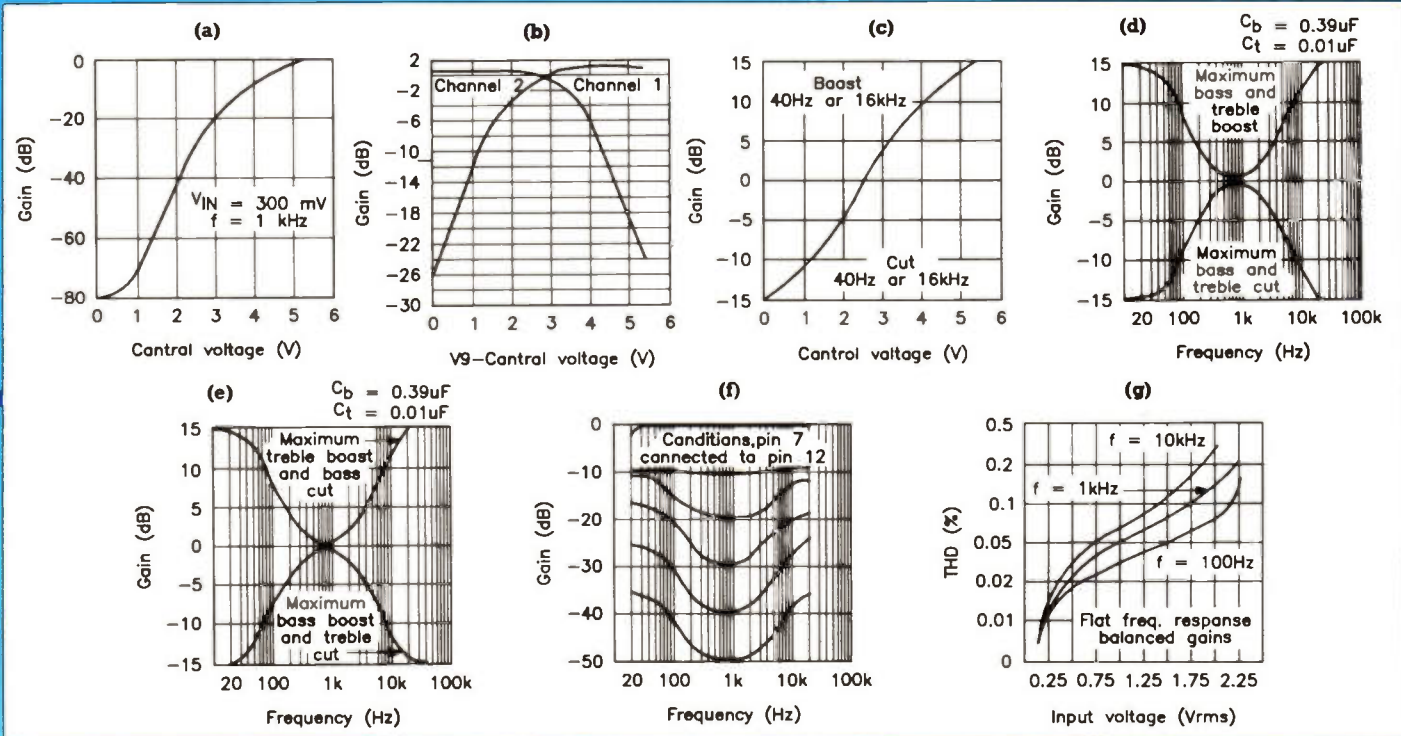 (a)
0
−20
−40
−60
−80
Gain (dB)
VIN = 300 mV
f = 1 kHz
0 1 2 3 4 5 6
Cantral voltage (V)
(b)
2
−2
−6
−10
−14
−18
−22
−26
−30
Gain (dB)
Channel 2
Channel 1
0 1 2 3 4 5 6
V9−Cantral voltage (V)
(c)
15
10
5
0
−5
−10
−15
Gain (dB)
Baast
40Hz ar 16kHz
Cut
40Hz ar 16kHz
0 1 2 3 4 5 6
Control voltage (V)
(d)
Cb = 0.39uF
Ct = 0.01uF
15
10
5
0
−5
−10
−15
Gain (dB)
Maximum
bass and
treble
boost
Maximum
bass and
treble cut
20 100 1k 10k 100k
Frequency (Hz)
(e)
Cb = 0.39uF
Ct = 0.01uF
15
10
5
0
−5
−10
−15
Gain (dB)
Maximum
treble boost
and bass
cut
Maximum
bass boost
and treble
cut
20 100 1k 10k 100k
Frequency (Hz)
(f)
0
−10
−20
−30
−40
−50
Gain (dB)
Conditions,pin 7
connected ta pin 12
20 100 1k 10k 100k
Frequency (Hz)
(g)
0.5
0.2
0.1
0.05
0.02
0.01
0
THD (%)
f = 10kHz
f = 1kHz
f = 100Hz
Flat freq. response
balanced gains
0.25 0.75 1.25 1.75 2.25
Input voltage (Vrms)